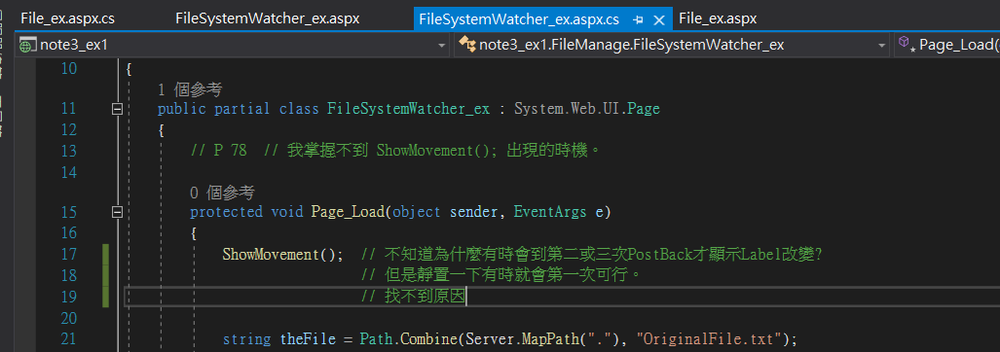 File_ex.aspx.cs FileSystemWatcher_ex.aspx FileSystemWatcher_ex.aspx.cs File_ex.aspx
note3_ex1 note3_ex1.FileManage.FileSystemWatcher_ex Page_Load(
10 {
1 個參考
11 public partial class FileSystemWatcher_ex : System.Web.UI.Page
12 {
13 // P 78 // 我掌握不到 ShowMovement(); 出現的時機。
14
0 個參考
15 protected void Page_Load(object sender, EventArgs e)
16 {
17 ShowMovement(); // 不知道為什麼有時會到第二或三次PostBack才顯示Label改變?
18 // 但是靜置一下有時就會第一次可行。
19 // 找不到原因
20
21 string theFile = Path.Combine(Server.MapPath("."), "OriginalFile.txt");